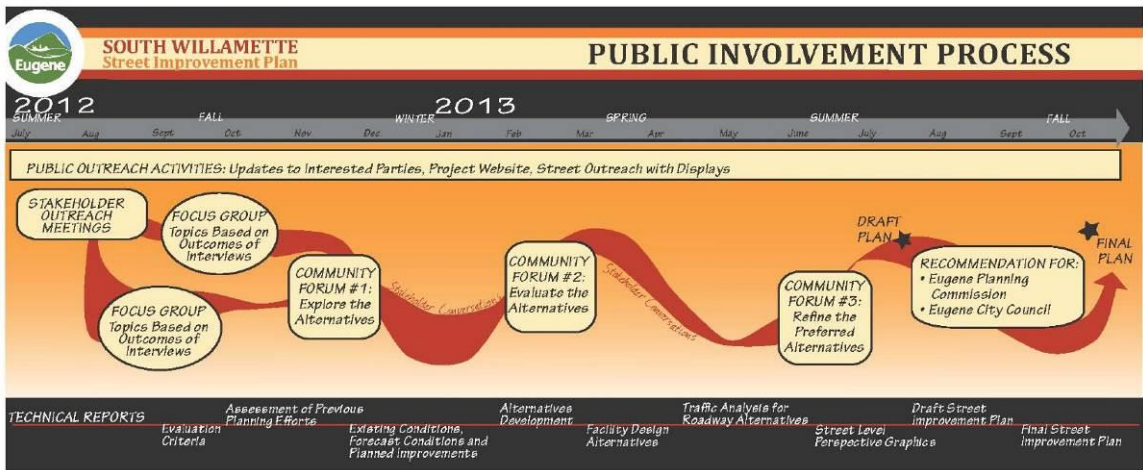 Eugene
SOUTH WILLAMETTE
Street Improvement Plan
PUBLIC INVOLVEMENT PROCESS
2012
2013
SUMMER
FALL
WINTER
SPRING
SUMMER
FALL
July
Aug
Sept
Oct
Nov
Dec
Jan
Feb
Mar
Apr
May
June
July
Aug
Sept
Oct
PUBLIC OUTREACH ACTIVITIES: Updates to Interested Parties, Project Website, Street Outreach with Displays
STAKEHOLDER
OUTREACH
MEETINGS
FOCUS GROUP
Topics Based on
Outcomes of
Interviews
FOCUS GROUP
Topics Based on
Outcomes of
Interviews
COMMUNITY
FORUM #1:
Explore the
Alternatives
Stakeholder Conversations
COMMUNITY
FORUM #2:
Evaluate the
Alternatives
Stakeholder Conversations
COMMUNITY
FORUM #3:
Refine the
Preferred
Alternatives
DRAFT
PLAN
RECOMMENDATION FOR:
• Eugene Planning
Commission
• Eugene City Council
FINAL
PLAN
TECHNICAL REPORTS
Evaluation
Criteria
Assessment of Previous
Planning Efforts
Existing Conditions,
Forecast Conditions and
Planned Improvements
Alternatives
Development
Facility Design
Alternatives
Traffic Analysis for
Roadway Alternatives
Street Level
Perspective Graphics
Draft Street
Improvement Plan
Final Street
Improvement Plan